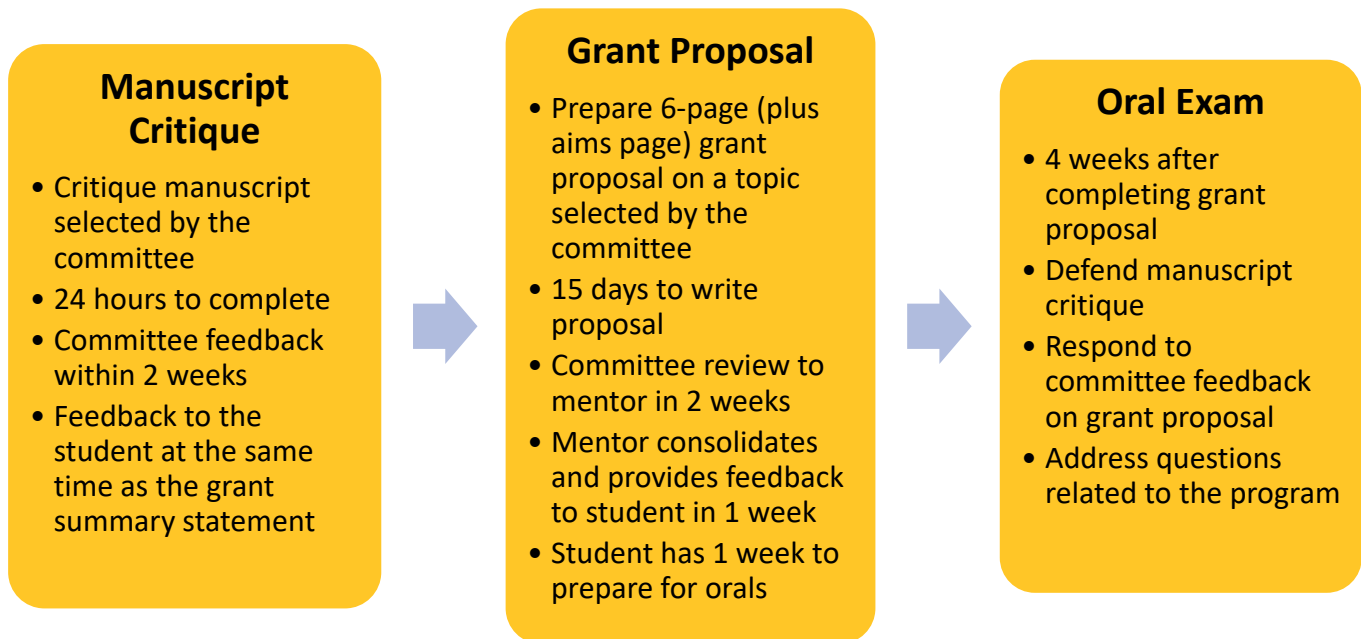 Manuscript
Critique
• Critique manuscript
selected by the
committee
• 24 hours to complete
• Committee feedback
within 2 weeks
• Feedback to the
student at the same
time as the grant
summary statement
Grant Proposal
• Prepare 6-page (plus
aims page) grant
proposal on a topic
selected by the
committee
• 15 days to write
proposal
• Committee review to
mentor in 2 weeks
• Mentor consolidates
and provides feedback
to student in 1 week
• Student has 1 week to
prepare for orals
Oral Exam
• 4 weeks after
completing grant
proposal
• Defend manuscript
critique
• Respond to
committee feedback
on grant proposal
• Address questions
related to the program